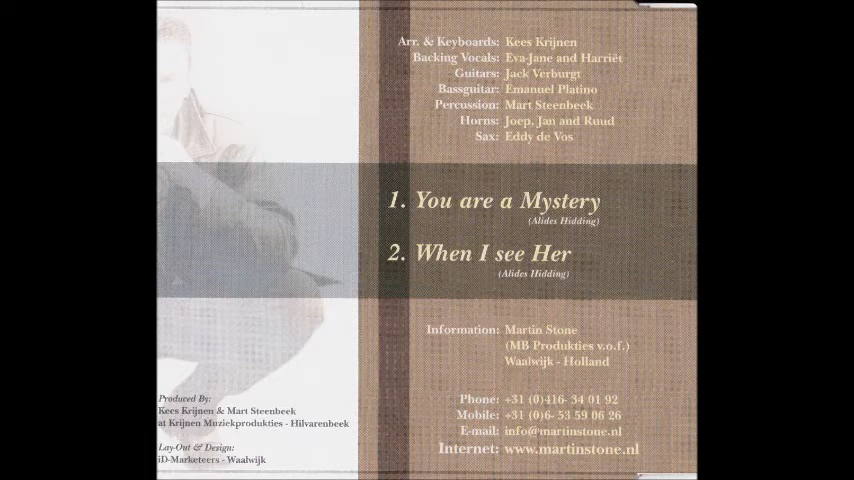 Arr. & Keyboards: Kees Krijnen
Backing Vocals: Eva-Jane and Harriët
Guitars: Jack Verburgt
Bassguitar: Emanuel Platino
Percussion: Mart Steenbeek
Horns: Joep, Jan and Ruud
Sax: Eddy de Vos
1. You are a Mystery
(Alides Hidding)
2. When I see Her
(Alides Hidding)
Information: Martin Stone
(MB Produkties v.o.f.)
Waalwijk - Holland
Phone: +31 (0)416- 34 01 92
Mobile: +31 (0)6- 53 59 06 26
E-mail: info@martinstone.nl
Internet: www.martinstone.nl
Produced By:
Kees Krijnen & Mart Steenbeek
at Krijnen Muziekprodukties - Hilvarenbeek
Lay-Out & Design:
iD-Marketeers - Waalwijk